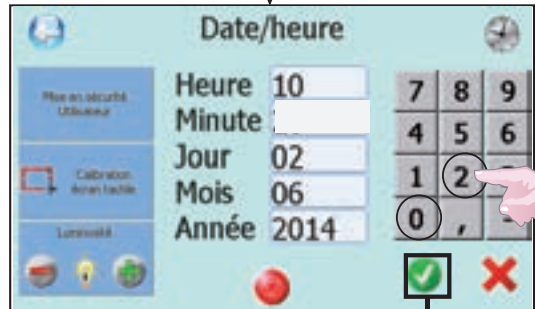 Date/heure
Mise en sécurité
Utilisateur
Calibration
écran tactile
Luminosité
Heure 10
Minute
Jour 02
Mois 06
Année 2014
7 8 9
4 5 6
1 2
0 , -